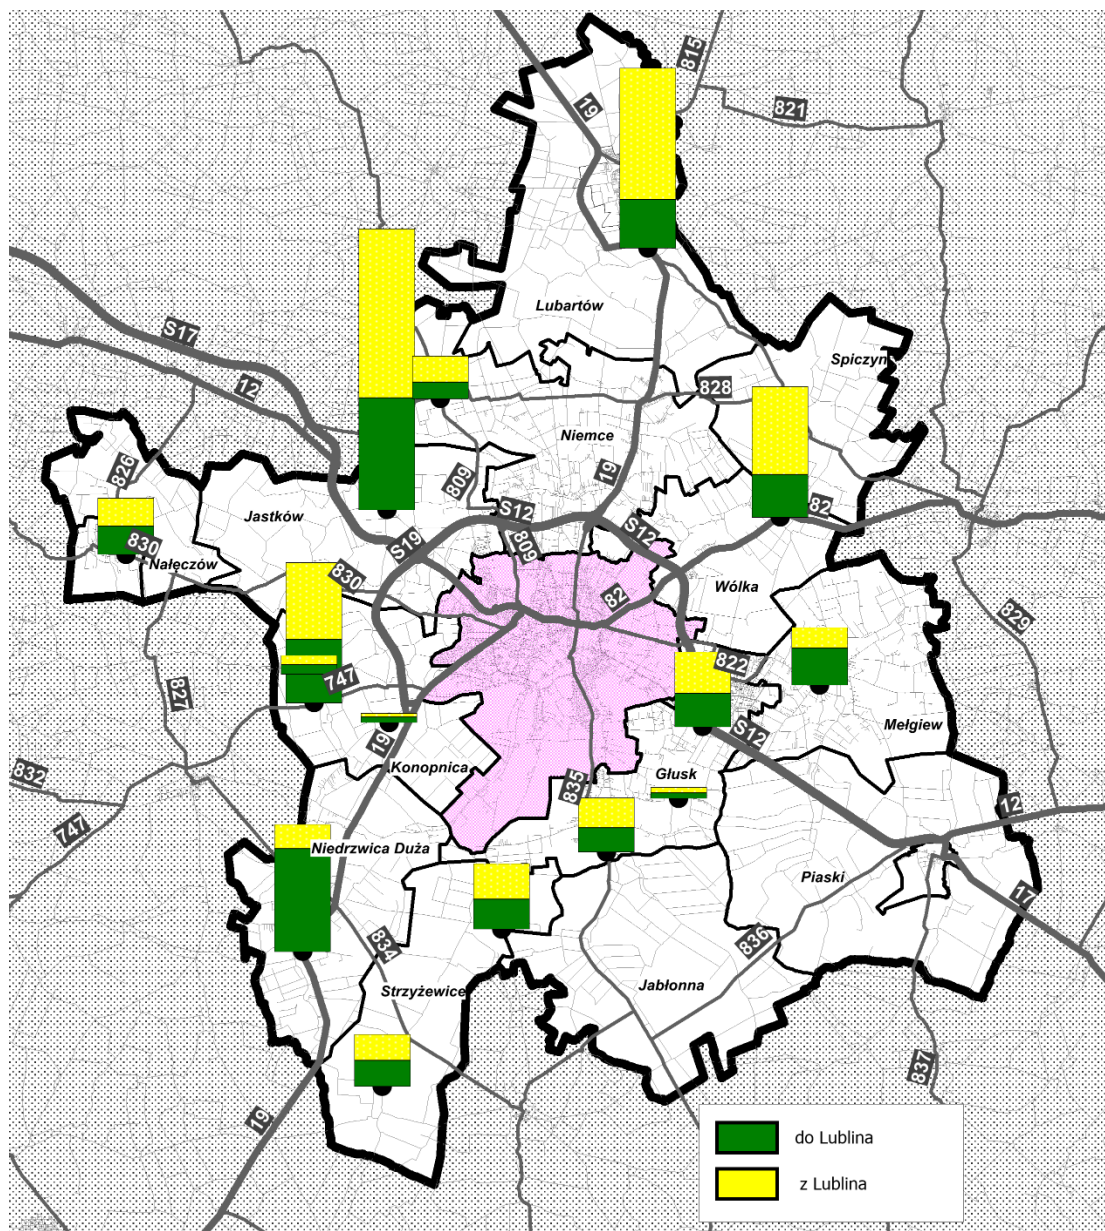 815
19
821
Lubartów
S17
Spiczyn
12
828
Niemce
826
809
19
Jastków
S12
82
S12
830
S19
809
Nałęczów
830
82
Wólka
829
822
747
827
Mełgiew
S12
19
Konopnica
Głusk
832
835
12
747
Niedrzwica Duża
Piaski
17
834
836
Strzyżewice
Jabłonna
837
19
do Lublina
z Lublina